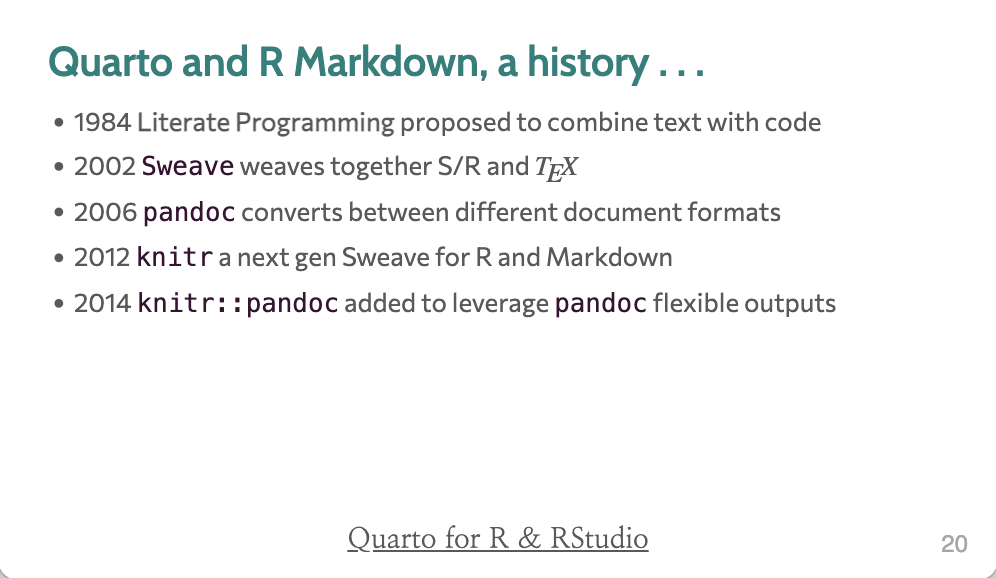 Quarto and R Markdown, a history . . .
• 1984 Literate Programming proposed to combine text with code
• 2002 Sweave weaves together S/R and TEX
• 2006 pandoc converts between different document formats
• 2012 knitr a next gen Sweave for R and Markdown
• 2014 knitr::pandoc added to leverage pandoc flexible outputs
Quarto for R & RStudio
20